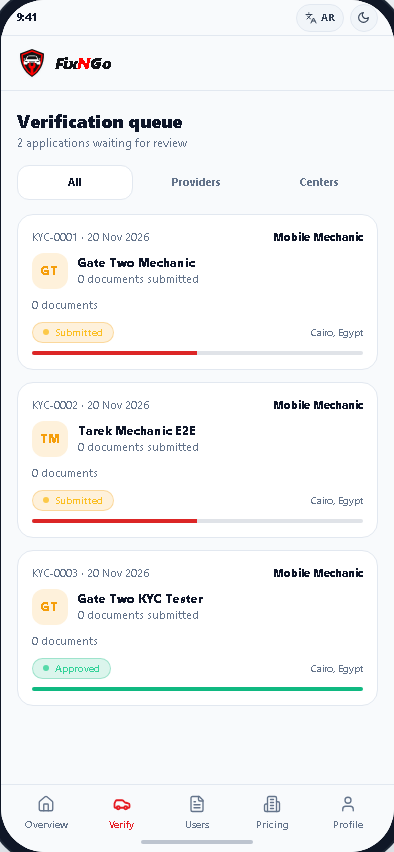 9:41
AR
FixNGo
Verification queue
2 applications waiting for review
All Providers Centers
KYC-0001 · 20 Nov 2026 Mobile Mechanic
GT Gate Two Mechanic
0 documents submitted
0 documents
Submitted Cairo, Egypt
KYC-0002 · 20 Nov 2026 Mobile Mechanic
TM Tarek Mechanic E2E
0 documents submitted
0 documents
Submitted Cairo, Egypt
KYC-0003 · 20 Nov 2026 Mobile Mechanic
GT Gate Two KYC Tester
0 documents submitted
0 documents
Approved Cairo, Egypt
Overview Verify Users Pricing Profile